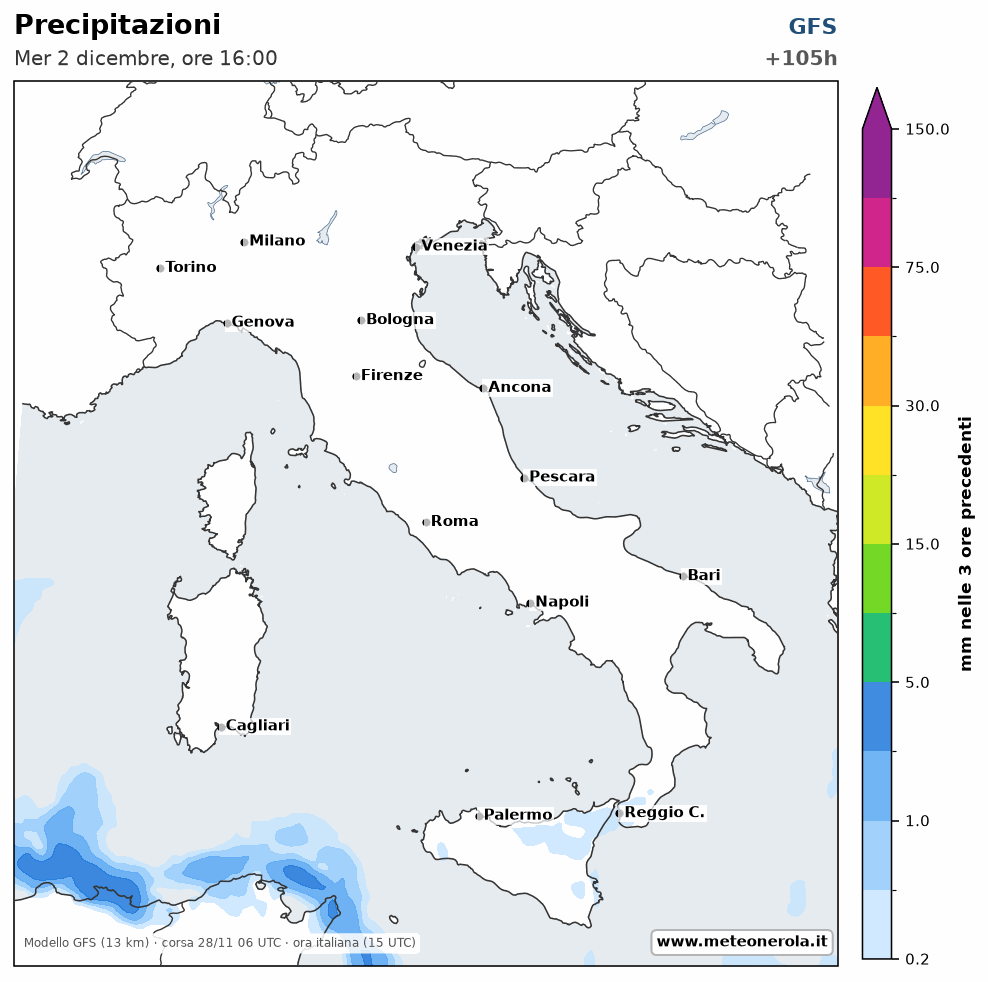 Precipitazioni
GFS
Mer 2 dicembre, ore 16:00
+105h
150.0
75.0
30.0
15.0
5.0
1.0
0.2
mm nelle 3 ore precedenti
Milano
Venezia
Torino
Genova
Bologna
Firenze
Ancona
Pescara
Roma
Bari
Napoli
Cagliari
Palermo
Reggio C.
Modello GFS (13 km) · corsa 28/11 06 UTC · ora italiana (15 UTC)
www.meteonerola.it